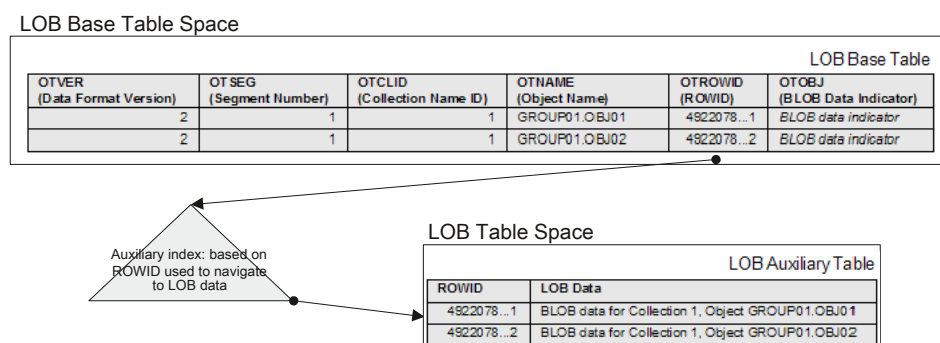 LOB Base Table Space
LOB Base Table
OTVER OTSEG OTCLID OTNAME OTROWID OTOBJ
(Data Format Version) (Segment Number) (Collection Name ID) (Object Name) (ROWID) (BLOB Data Indicator)
2 1 1 GROUP01.OBJ01 4922078...1 BLOB data indicator
2 1 1 GROUP01.OBJ02 4922078...2 BLOB data indicator
Auxiliary index: based on
ROWID used to navigate
to LOB data
LOB Table Space
LOB Auxiliary Table
ROWID LOB Data
4922078...1 BLOB data for Collection 1, Object GROUP01.OBJ01
4922078...2 BLOB data for Collection 1, Object GROUP01.OBJ02